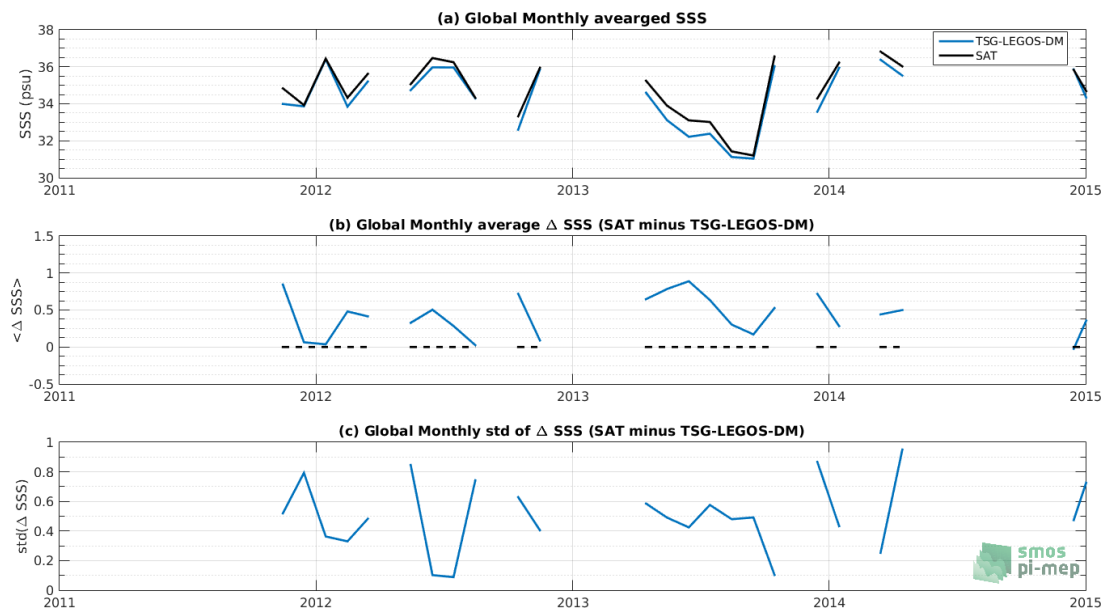 (a) Global Monthly avearged SSS
SSS (psu)
38
36
34
32
30
TSG-LEGOS-DM
SAT
2011 2012 2013 2014 2015
(b) Global Monthly average Δ SSS (SAT minus TSG-LEGOS-DM)
<Δ SSS>
1.5
1
0.5
0
-0.5
2011 2012 2013 2014 2015
(c) Global Monthly std of Δ SSS (SAT minus TSG-LEGOS-DM)
std(Δ SSS)
1
0.8
0.6
0.4
0.2
0
smos
pi-mep
2011 2012 2013 2014 2015